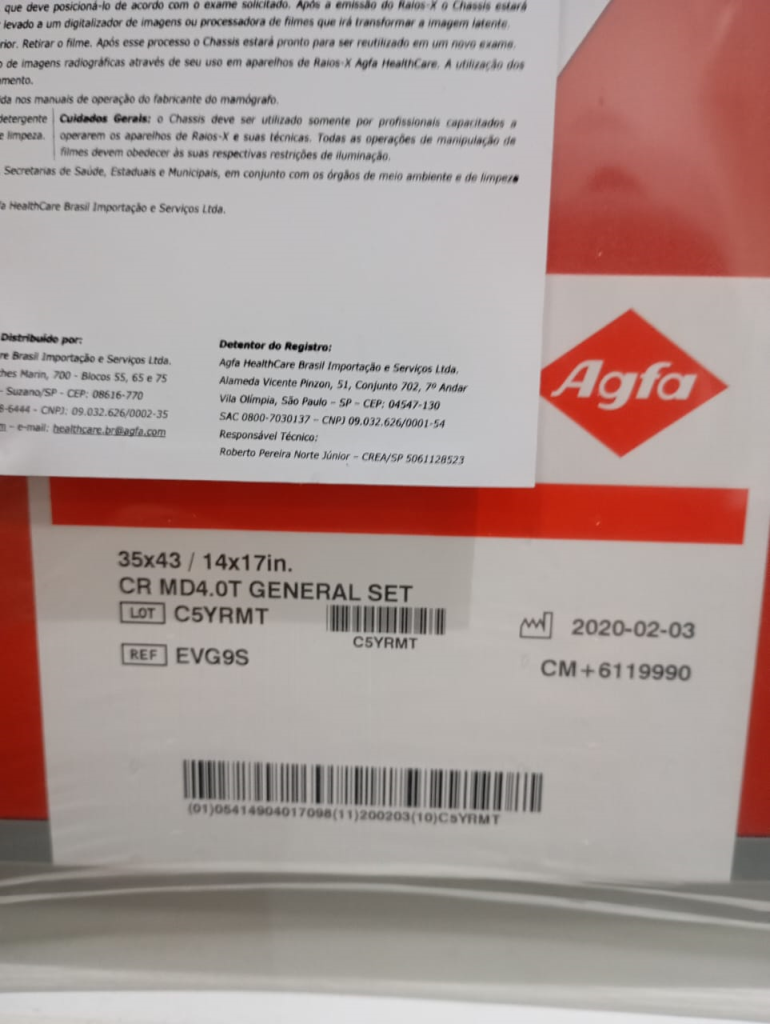 que deve posicioná-lo de acordo com o exame solicitado. Após a emissão do Raios-X o Chassis estará
levado a um digitalizador de imagens ou processadora de filmes que irá transformar a imagem latente.
rior. Retirar o filme. Após esse processo o Chassis estará pronto para ser reutilizado em um novo exame.
o de imagens radiográficas através de seu uso em aparelhos de Raios-X Agfa HealthCare. A utilização dos
mento.
da nos manuais de operação do fabricante do mamógrafo.
detergente
e limpeza.
Cuidados Gerais: o Chassis deve ser utilizado somente por profissionais capacitados a
operarem os aparelhos de Raios-X e suas técnicas. Todas as operações de manipulação de
filmes devem obedecer às suas respectivas restrições de iluminação.
Secretarias de Saúde, Estaduais e Municipais, em conjunto com os órgãos de meio ambiente e de limpeza
a HealthCare Brasil Importação e Serviços Ltda.
Distribuído por:
re Brasil Importação e Serviços Ltda.
hes Marin, 700 - Blocos 55, 65 e 75
- Suzano/SP - CEP: 08616-770
8-6444 - CNPJ: 09.032.626/0002-35
m – e-mail: healthcare.br@agfa.com
Detentor do Registro:
Agfa HealthCare Brasil Importação e Serviços Ltda.
Alameda Vicente Pinzon, 51, Conjunto 702, 7º Andar
Vila Olímpia, São Paulo – SP – CEP: 04547-130
SAC 0800-7030137 – CNPJ 09.032.626/0001-54
Responsável Técnico:
Roberto Pereira Norte Júnior – CREA/SP 5061128523
Agfa
35x43 / 14x17in.
CR MD4.0T GENERAL SET
LOT C5YRMT
C5YRMT
2020-02-03
REF EVG9S
CM+6119990
(01)05414904017098(11)200203(10)C5YRMT